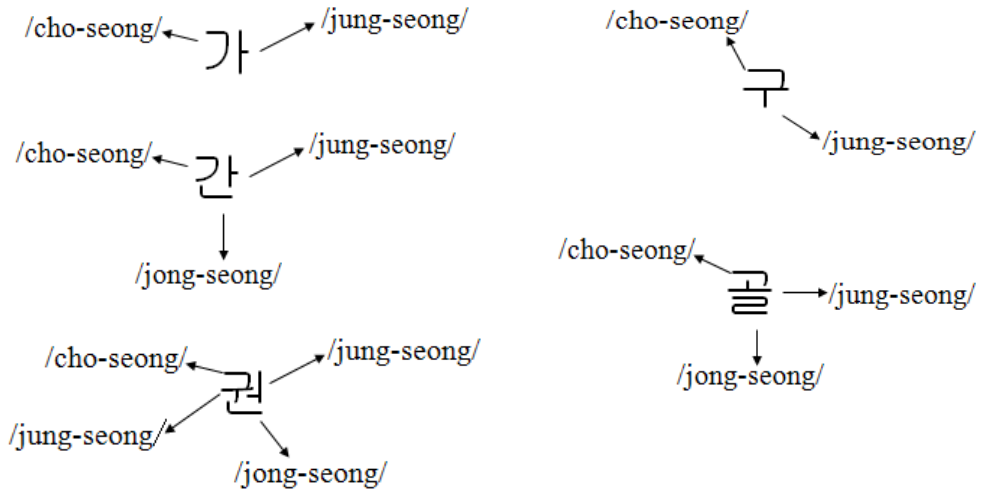 /cho-seong/ 가 /jung-seong/
/cho-seong/ 간 /jung-seong/
/jong-seong/
/cho-seong/ 권 /jung-seong/
/jung-seong/
/jong-seong/
/cho-seong/
구
/jung-seong/
/cho-seong/
골 /jung-seong/
/jong-seong/